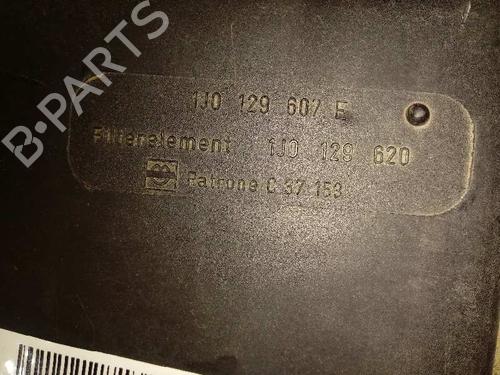 B-PARTS
1J0 129 607 E
Filterelement 1J0 129 620
Patrone C 37 153